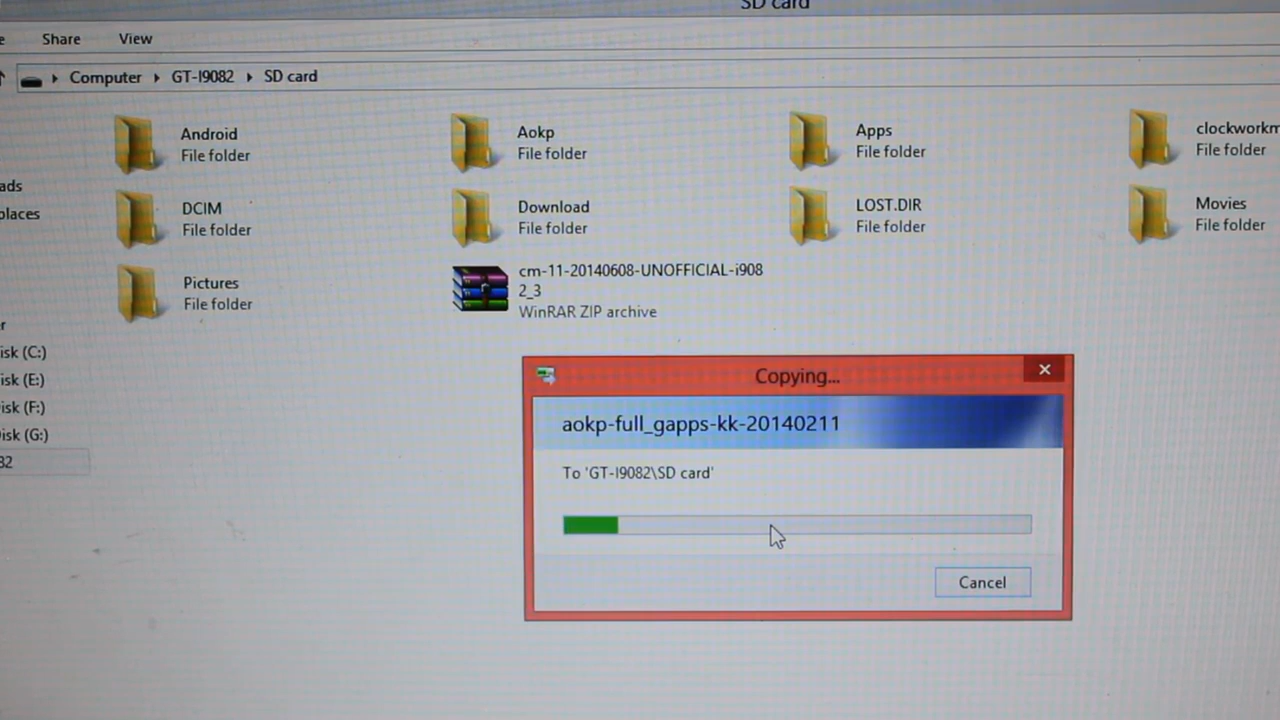 SD card
e Share View
Computer GT-I9082 SD card
Android
File folder
Aokp
File folder
Apps
File folder
clockworkm
File folder
ads
places
DCIM
File folder
Download
File folder
LOST.DIR
File folder
Movies
File folder
Pictures
File folder
cm-11-20140608-UNOFFICIAL-i908
2_3
WinRAR ZIP archive
r
isk (C:)
isk (E:)
isk (F:)
isk (G:)
82
Copying...
aokp-full_gapps-kk-20140211
To 'GT-I9082\SD card'
Cancel